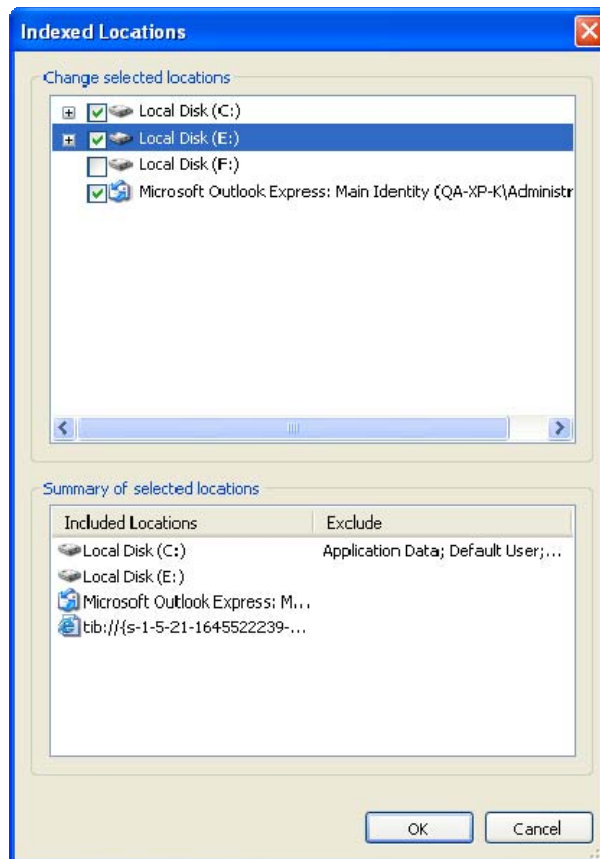 Indexed Locations
Change selected locations
Local Disk (C:)
Local Disk (E:)
Local Disk (F:)
Microsoft Outlook Express: Main Identity (QA-XP-K\Administr
Summary of selected locations
Included Locations Exclude
Local Disk (C:) Application Data; Default User;...
Local Disk (E:)
Microsoft Outlook Express: M...
tib://{s-1-5-21-1645522239-...
OK Cancel